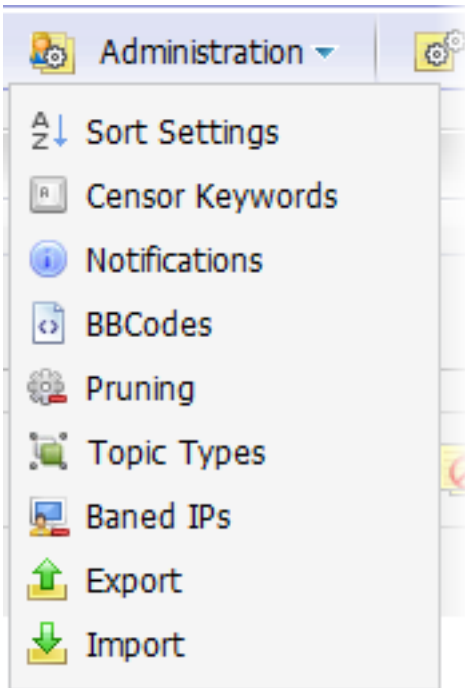 Administration
Sort Settings
Censor Keywords
Notifications
BBCodes
Pruning
Topic Types
Baned IPs
Export
Import